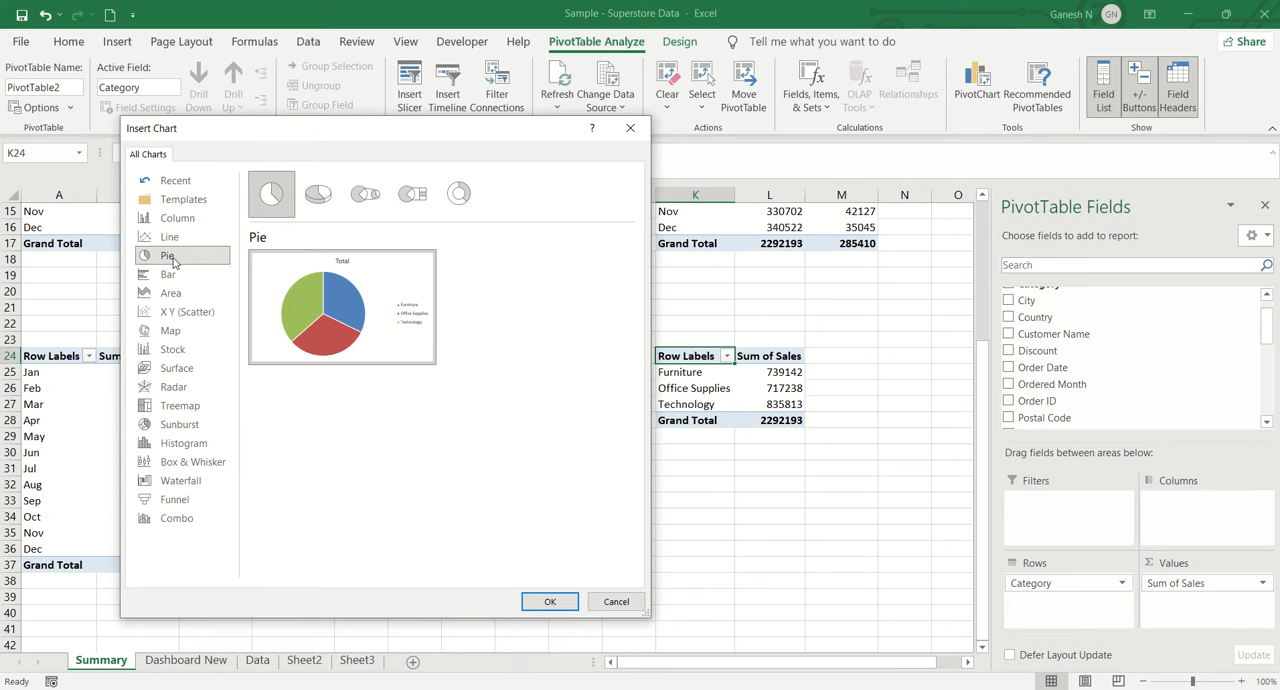 Sample - Superstore Data - Excel
Ganesh N GN
File Home Insert Page Layout Formulas Data Review View Developer Help PivotTable Analyze Design Tell me what you want to do Share
PivotTable Name:
PivotTable2
Options
PivotTable
Active Field:
Category
Field Settings
Drill Down
Drill Up
Group Selection
Ungroup
Group Field
Insert Slicer
Insert Timeline
Filter Connections
Refresh
Change Data Source
Clear
Select
Move PivotTable
Actions
Fields, Items, & Sets
OLAP Tools
Relationships
Calculations
PivotChart
Recommended PivotTables
Tools
Field List
+/- Buttons
Field Headers
Show
K24
Insert Chart ?
All Charts
Recent
Templates
Column
Line
Pie
Bar
Area
X Y (Scatter)
Map
Stock
Surface
Radar
Treemap
Sunburst
Histogram
Box & Whisker
Waterfall
Funnel
Combo
Pie
Total
Furniture
Office Supplies
Technology
OK Cancel
A K L M N O
15 Nov 330702 42127
16 Dec 340522 35045
17 Grand Total 2292193 285410
18
19
20
21
22
23
24 Row Labels Sum Row Labels Sum of Sales
25 Jan Furniture 739142
26 Feb Office Supplies 717238
27 Mar Technology 835813
28 Apr Grand Total 2292193
29 May
30 Jun
31 Jul
32 Aug
33 Sep
34 Oct
35 Nov
36 Dec
37 Grand Total
38
39
40
41
42
PivotTable Fields
Choose fields to add to report:
Search
Category
City
Country
Customer Name
Discount
Order Date
Ordered Month
Order ID
Postal Code
Drag fields between areas below:
Filters Columns
Rows Σ Values
Category Sum of Sales
Defer Layout Update Update
Summary Dashboard New Data Sheet2 Sheet3
Ready 100%